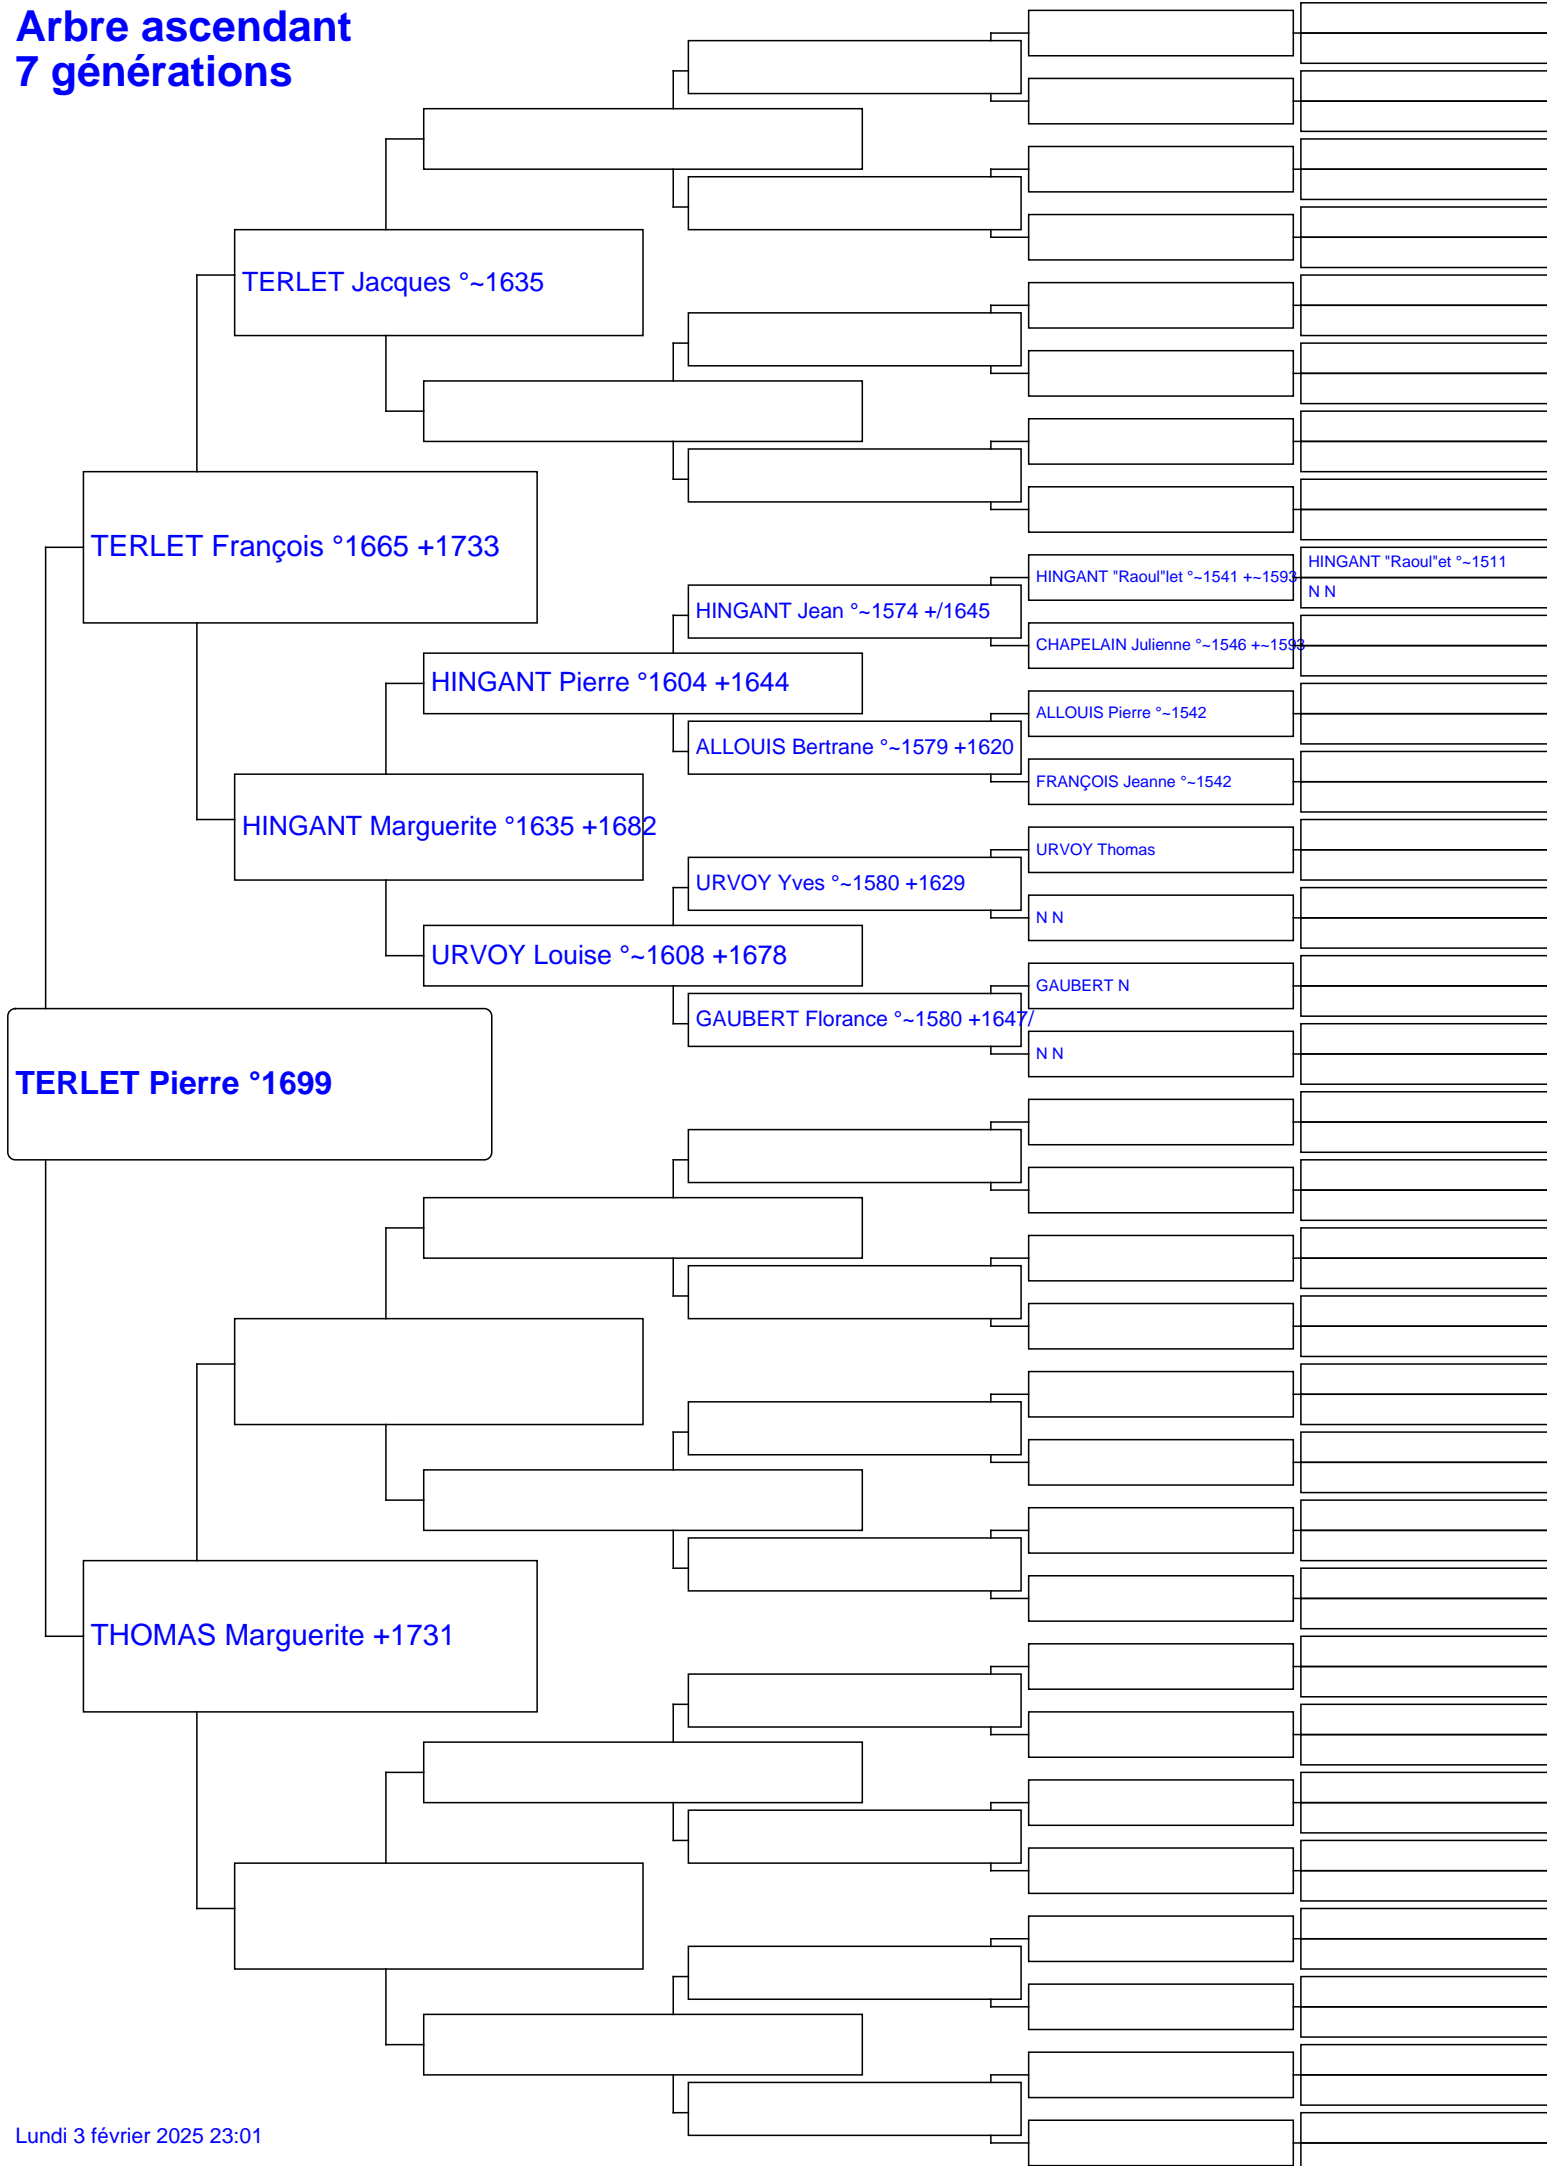 Arbre ascendant
7 générations
TERLET Jacques °~1635
TERLET François °1665 +1733
HINGANT "Raoul"let °~1541 +~1593
HINGANT "Raoul"et °~1511
N N
HINGANT Jean °~1574 +/1645
CHAPELAIN Julienne °~1546 +~1593
HINGANT Pierre °1604 +1644
ALLOUIS Pierre °~1542
ALLOUIS Bertrane °~1579 +1620
FRANÇOIS Jeanne °~1542
HINGANT Marguerite °1635 +1682
URVOY Thomas
URVOY Yves °~1580 +1629
N N
URVOY Louise °~1608 +1678
GAUBERT N
GAUBERT Florance °~1580 +1647/
N N
TERLET Pierre °1699
THOMAS Marguerite +1731
Lundi 3 février 2025 23:01